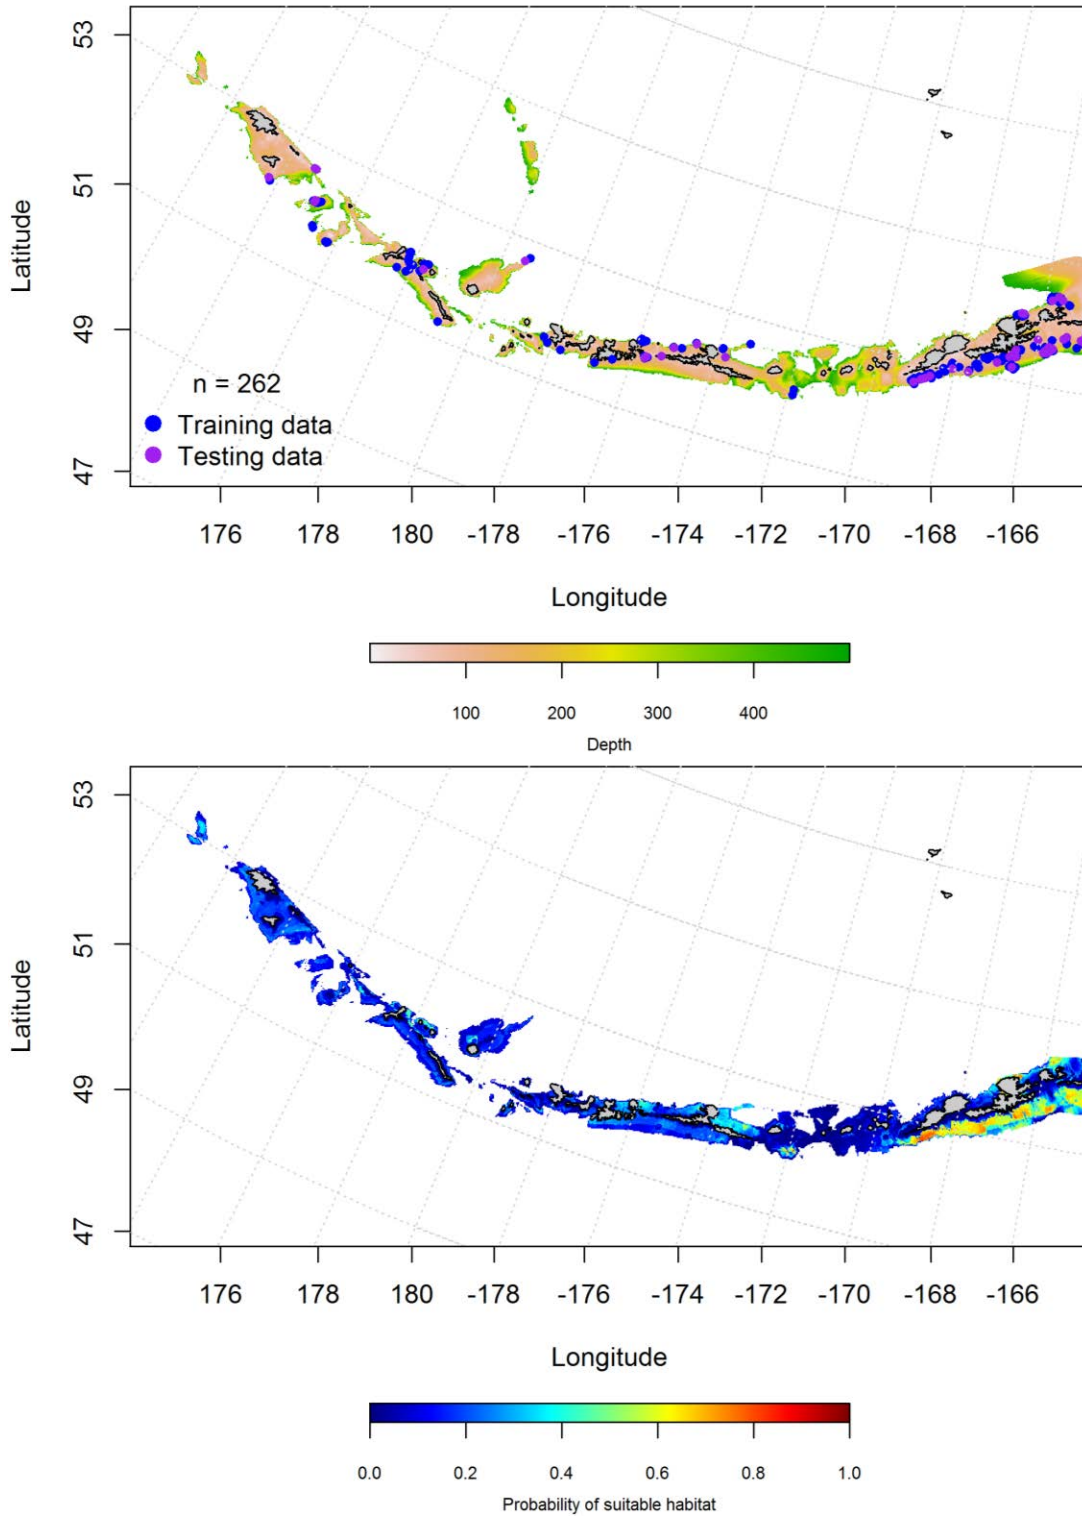 53
51
49
47
Latitude
n = 262
Training data
Testing data
176 178 180 -178 -176 -174 -172 -170 -168 -166
Longitude
100 200 300 400
Depth
53
51
49
47
Latitude
176 178 180 -178 -176 -174 -172 -170 -168 -166
Longitude
0.0 0.2 0.4 0.6 0.8 1.0
Probability of suitable habitat